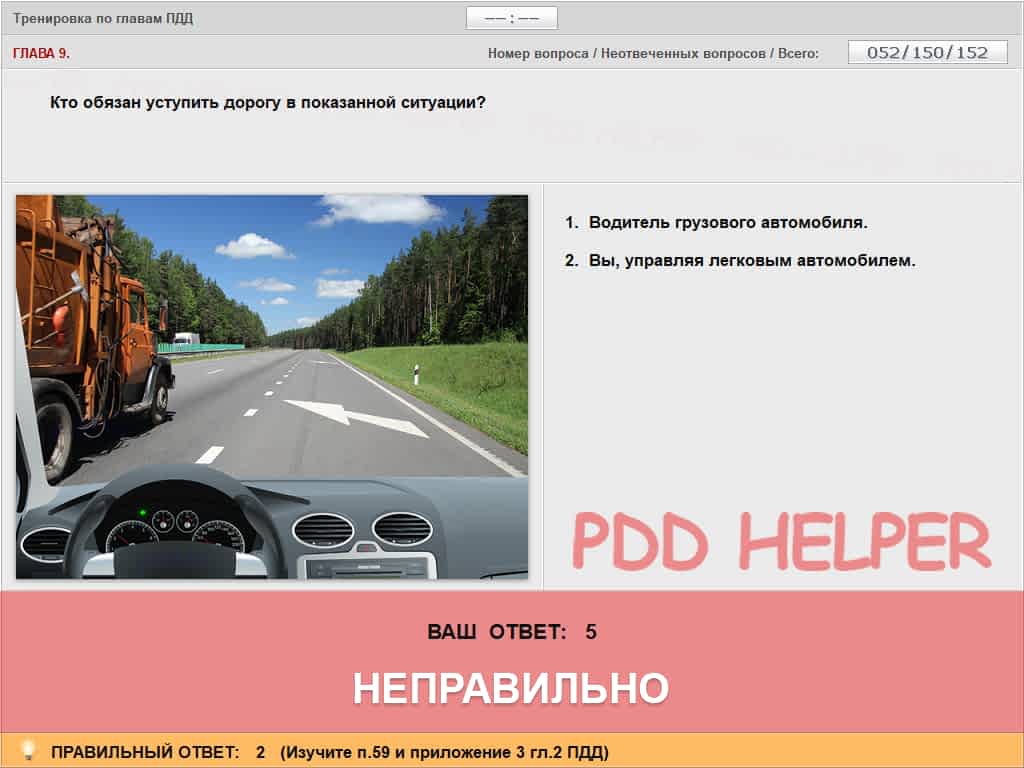 Тренировка по главам ПДД
–– : ––
ГЛАВА 9.
Номер вопроса / Неотвеченных вопросов / Всего:
052/150/152
Кто обязан уступить дорогу в показанной ситуации?
1. Водитель грузового автомобиля.
2. Вы, управляя легковым автомобилем.
PDD HELPER
ВАШ ОТВЕТ: 5
НЕПРАВИЛЬНО
ПРАВИЛЬНЫЙ ОТВЕТ: 2 (Изучите п.59 и приложение 3 гл.2 ПДД)